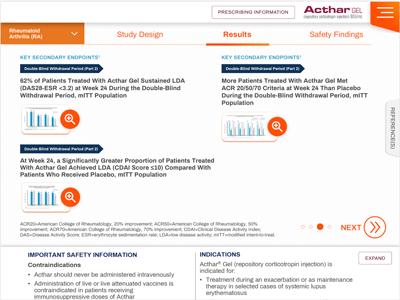 PRESCRIBING INFORMATION
Acthar GEL
(repository corticotropin injection) 80 U/mL
Rheumatoid
Arthritis (RA)
Study Design
Results
Safety Findings
KEY SECONDARY ENDPOINTS
Double-Blind Withdrawal Period (Part 2)
62% of Patients Treated With Acthar Gel Sustained LDA
(DAS28-ESR <3.2) at Week 24 During the Double-Blind
Withdrawal Period, mITT Population
KEY SECONDARY ENDPOINTS
Double-Blind Withdrawal Period (Part 2)
More Patients Treated With Acthar Gel Met
ACR 20/50/70 Criteria at Week 24 Than Placebo
During the Double-Blind Withdrawal Period, mITT
Population
Double-Blind Withdrawal Period (Part 2)
At Week 24, a Significantly Greater Proportion of Patients Treated
With Acthar Gel Achieved LDA (CDAI Score ≤10) Compared With
Patients Who Received Placebo, mITT Population
REFERENCE(S)
ACR20=American College of Rheumatology, 20% improvement; ACR50=American College of Rheumatology, 50%
improvement; ACR70=American College of Rheumatology, 70% improvement; CDAI=Clinical Disease Activity Index;
DAS=Disease Activity Score; ESR=erythrocyte sedimentation rate; LDA=low disease activity; mITT=modified intent-to-treat.
NEXT
IMPORTANT SAFETY INFORMATION
Contraindications
• Acthar should never be administered intravenously
• Administration of live or live attenuated vaccines is
contraindicated in patients receiving
immunosuppressive doses of Acthar
INDICATIONS
Acthar® Gel (repository corticotropin injection) is
indicated for:
• Treatment during an exacerbation or as maintenance
therapy in selected cases of systemic lupus
erythematosus
EXPAND